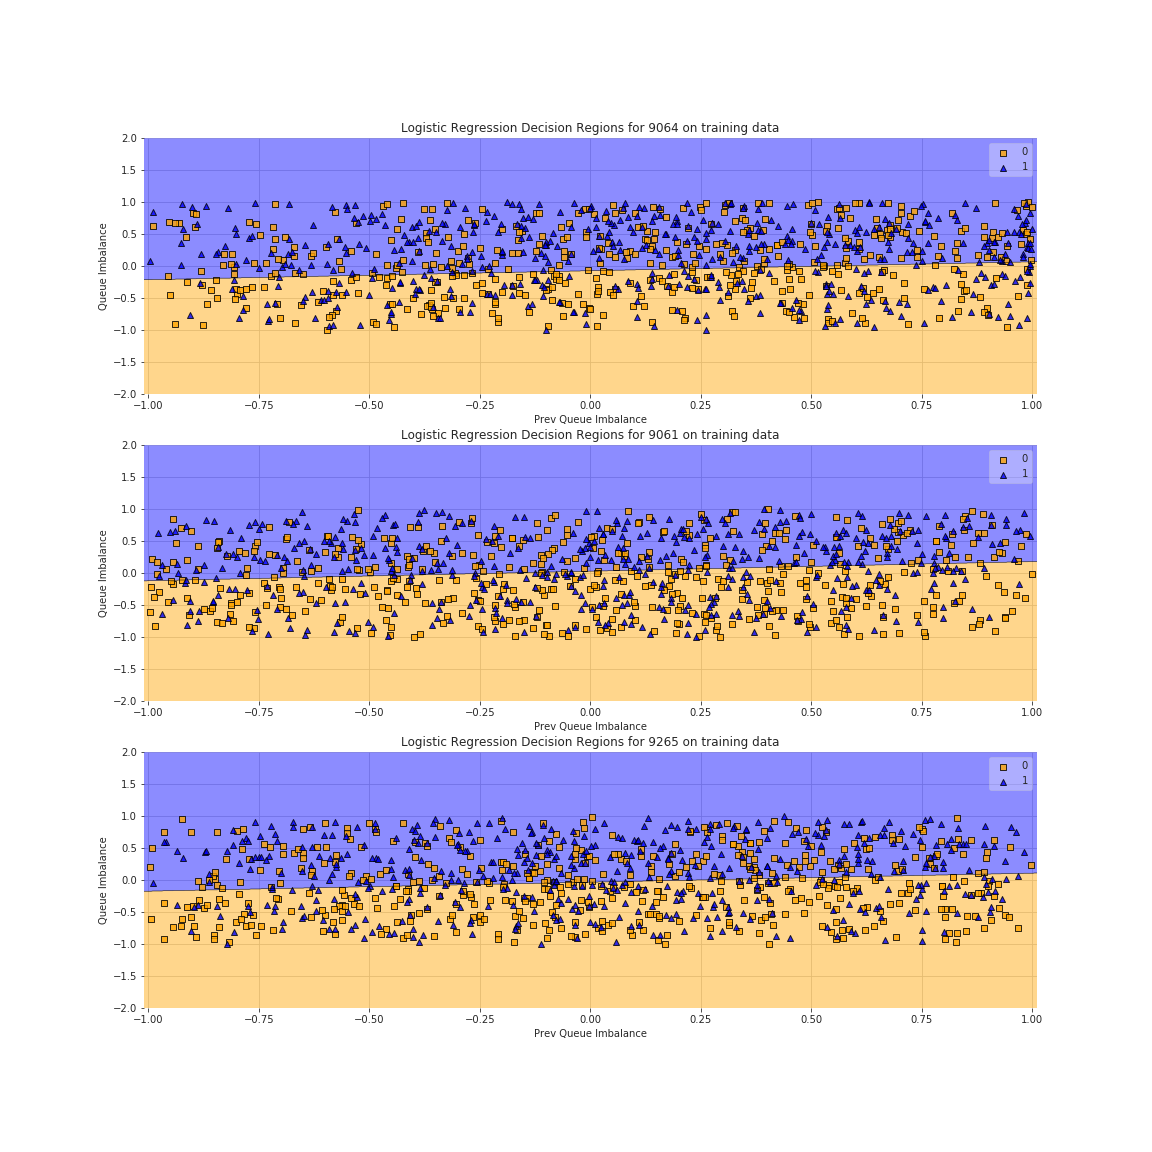 Logistic Regression Decision Regions for 9064 on training data
2.0
1.5
1.0
0.5
0.0
−0.5
−1.0
−1.5
−2.0
Queue Imbalance
0
1
−1.00 −0.75 −0.50 −0.25 0.00 0.25 0.50 0.75 1.00
Prev Queue Imbalance
Logistic Regression Decision Regions for 9061 on training data
2.0
1.5
1.0
0.5
0.0
−0.5
−1.0
−1.5
−2.0
Queue Imbalance
0
1
−1.00 −0.75 −0.50 −0.25 0.00 0.25 0.50 0.75 1.00
Prev Queue Imbalance
Logistic Regression Decision Regions for 9265 on training data
2.0
1.5
1.0
0.5
0.0
−0.5
−1.0
−1.5
−2.0
Queue Imbalance
0
1
−1.00 −0.75 −0.50 −0.25 0.00 0.25 0.50 0.75 1.00
Prev Queue Imbalance